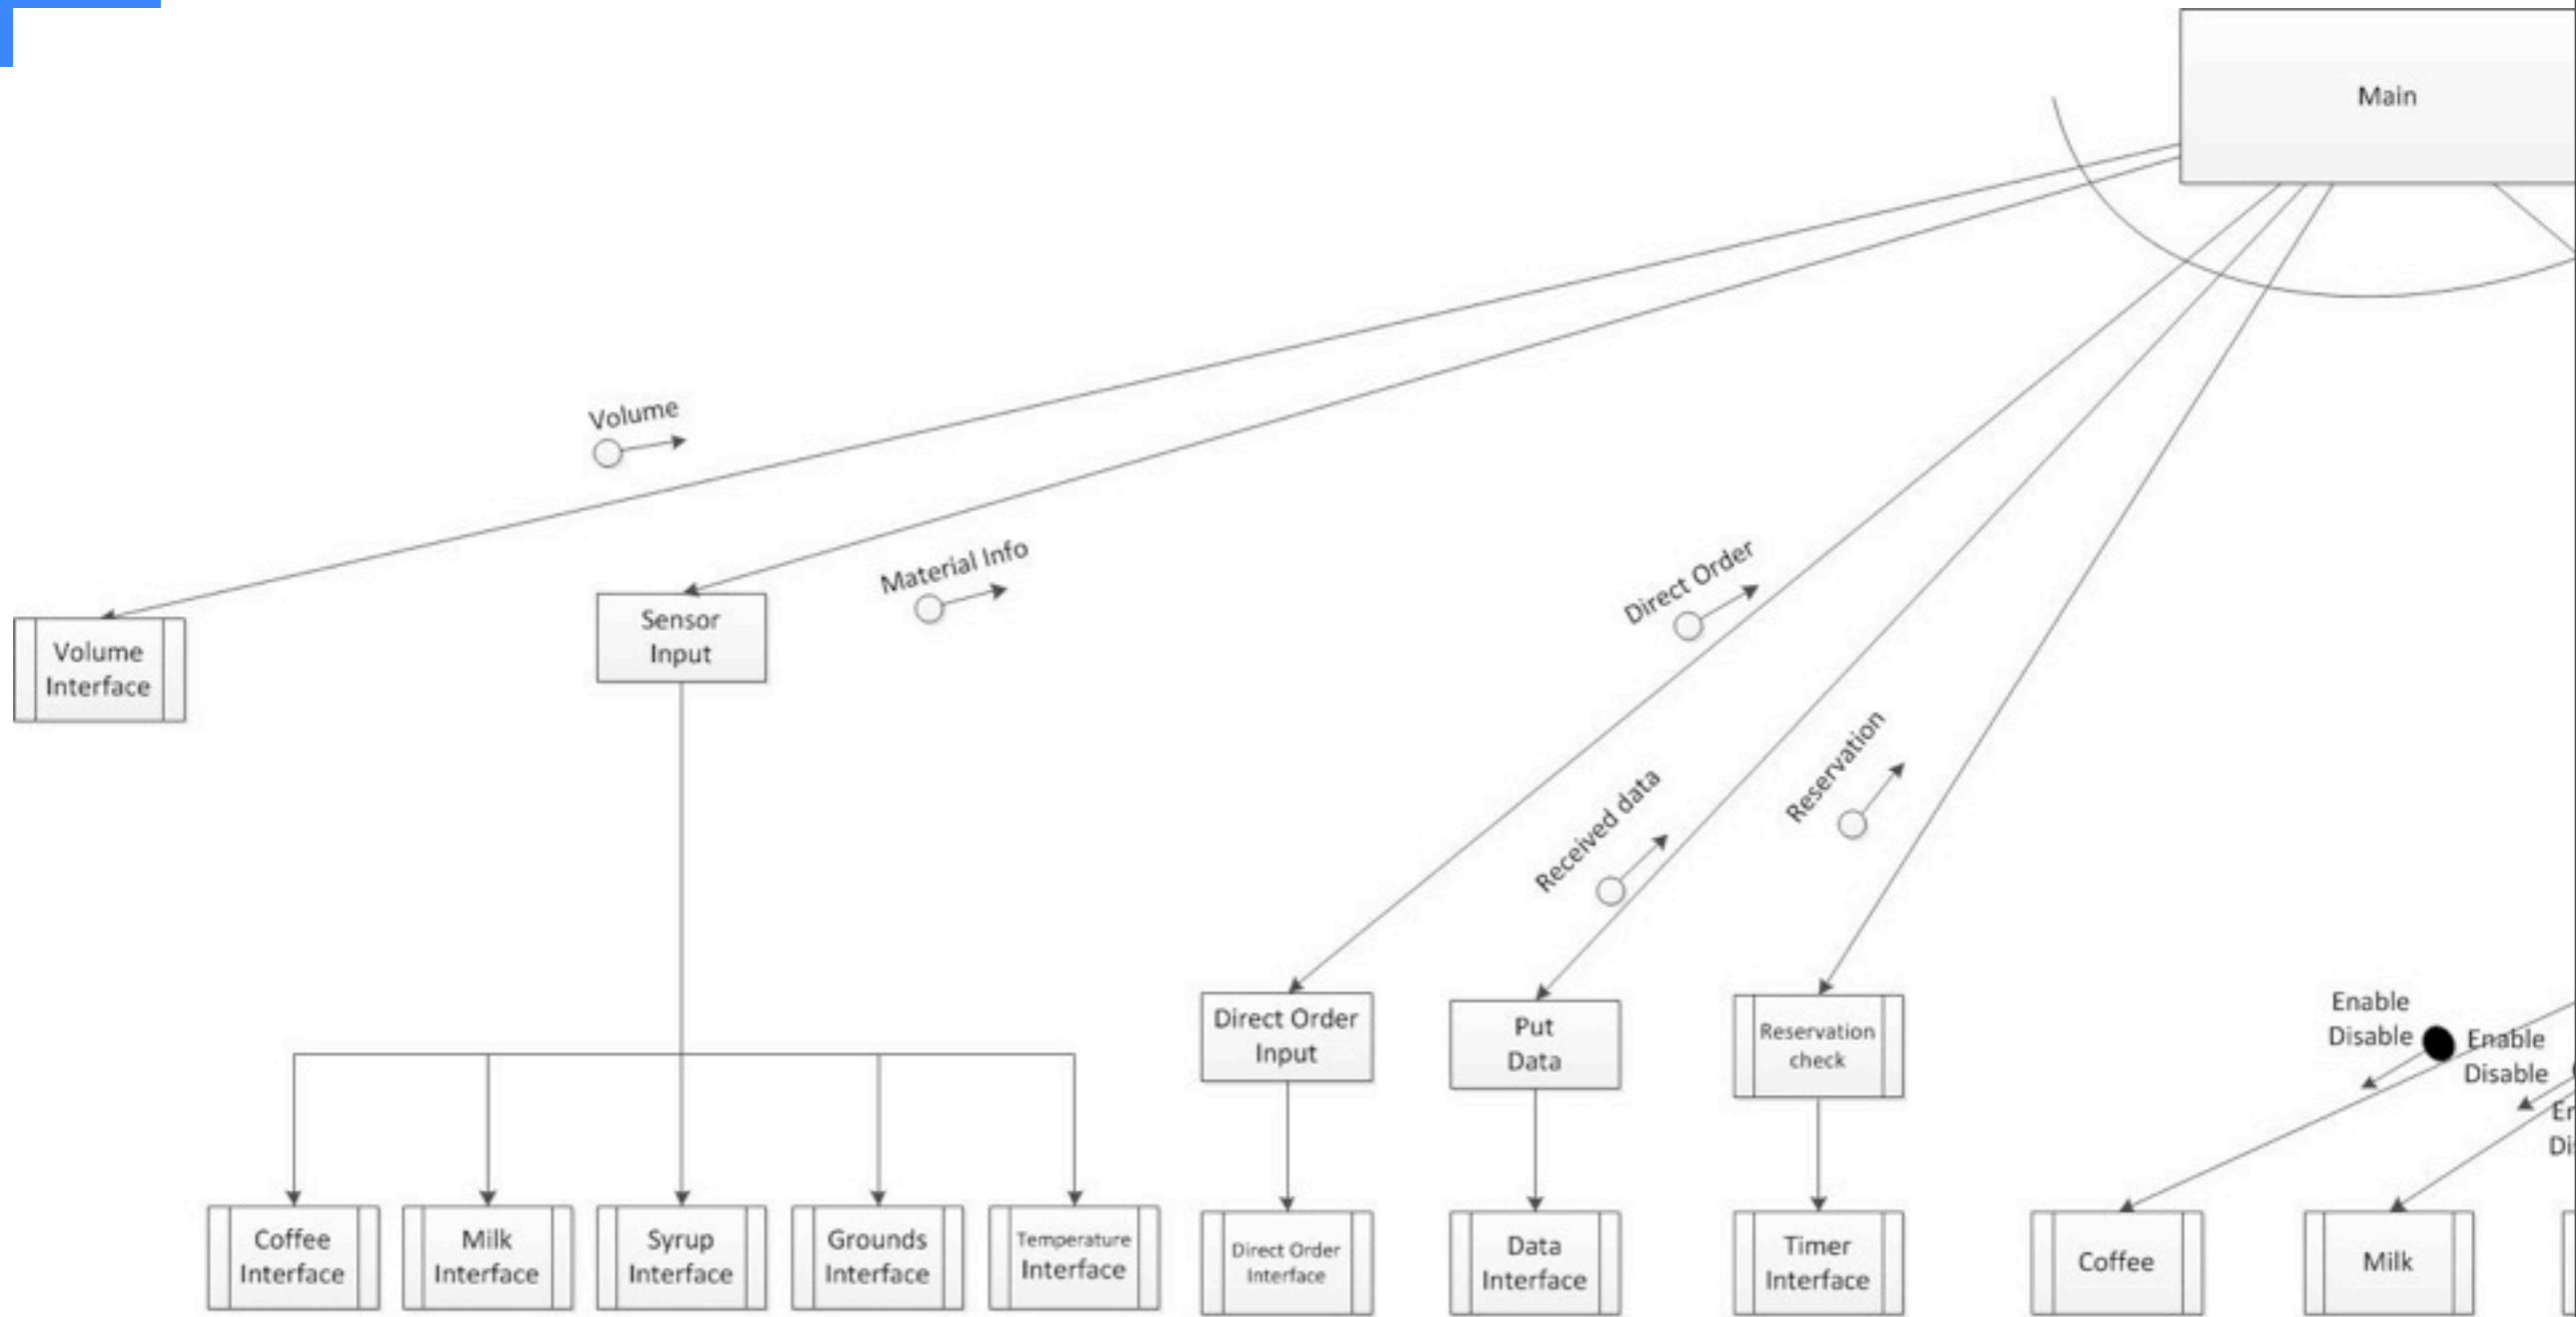 Main
Volume
Material Info
Direct Order
Received data
Reservation
Volume
Interface
Sensor
Input
Direct Order
Input
Put
Data
Reservation
check
Enable
Disable
Enable
Disable
Coffee
Interface
Milk
Interface
Syrup
Interface
Grounds
Interface
Temperature
Interface
Direct Order
Interface
Data
Interface
Timer
Interface
Coffee
Milk